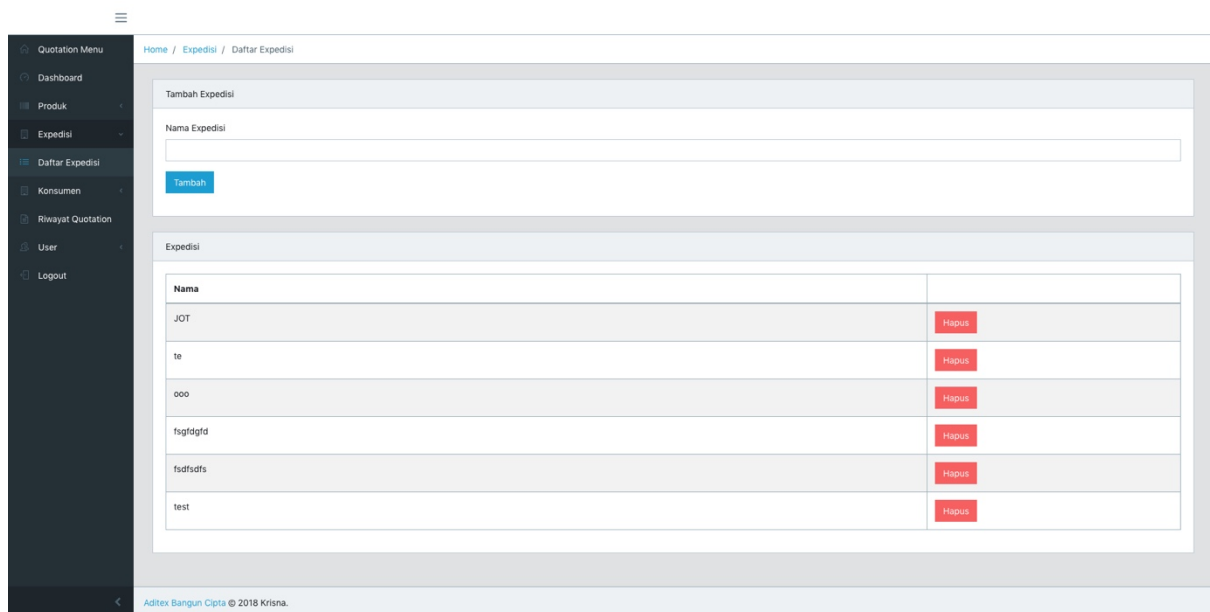 Quotation Menu
Dashboard
Produk
Expedisi
Daftar Expedisi
Konsumen
Riwayat Quotation
User
Logout
Home / Expedisi / Daftar Expedisi
Tambah Expedisi
Nama Expedisi
Tambah
Expedisi
Nama
JOT Hapus
te Hapus
ooo Hapus
fsgfdgfd Hapus
fsdfsdfs Hapus
test Hapus
Aditex Bangun Cipta © 2018 Krisna.